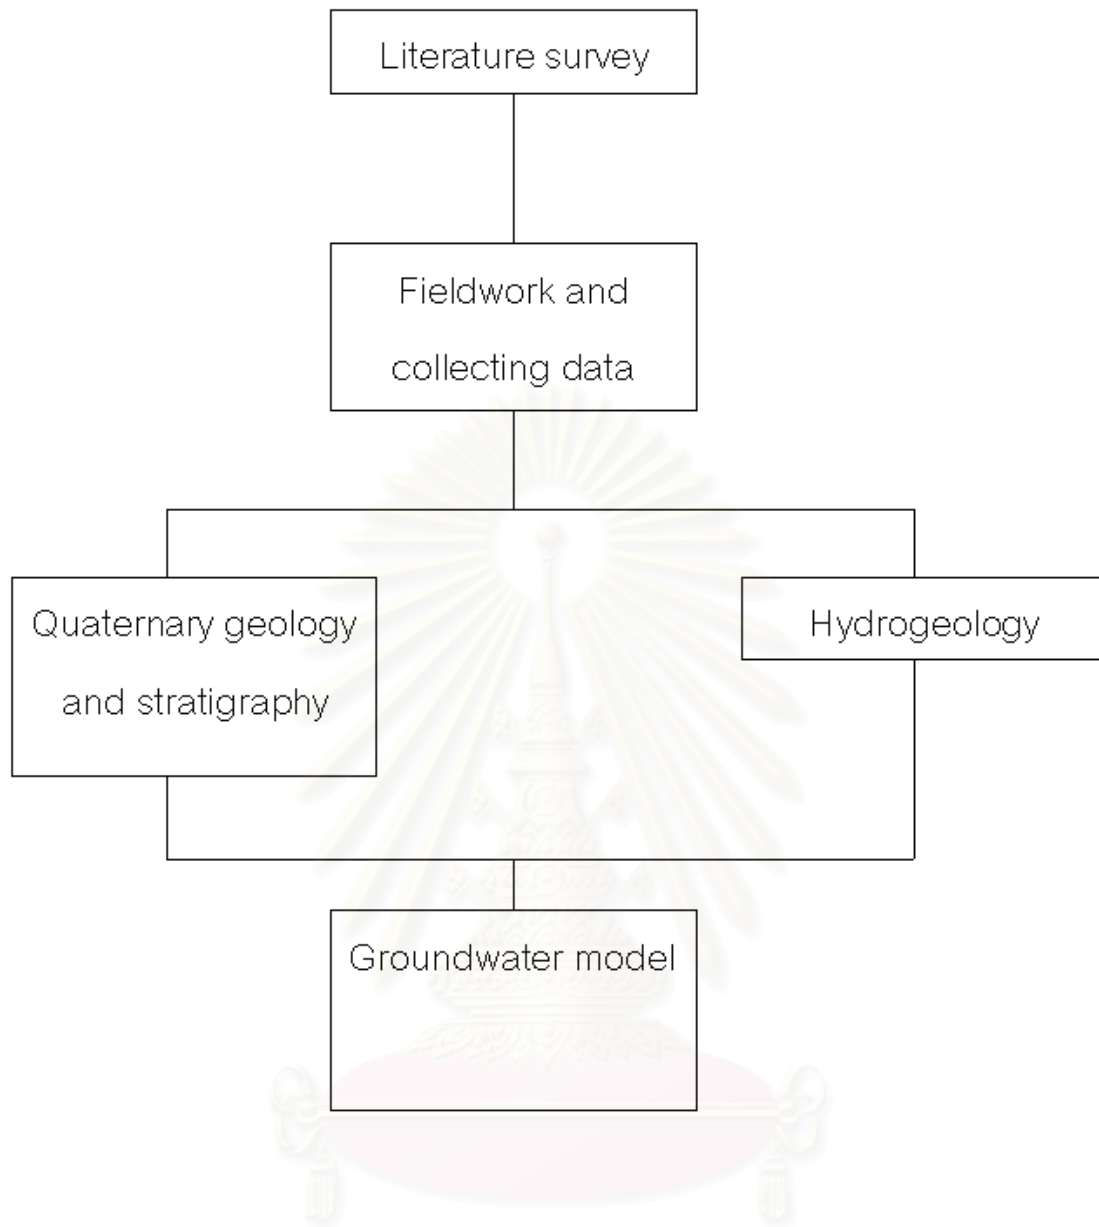 Literature survey
Fieldwork and
collecting data
Quaternary geology
and stratigraphy
Hydrogeology
Groundwater model